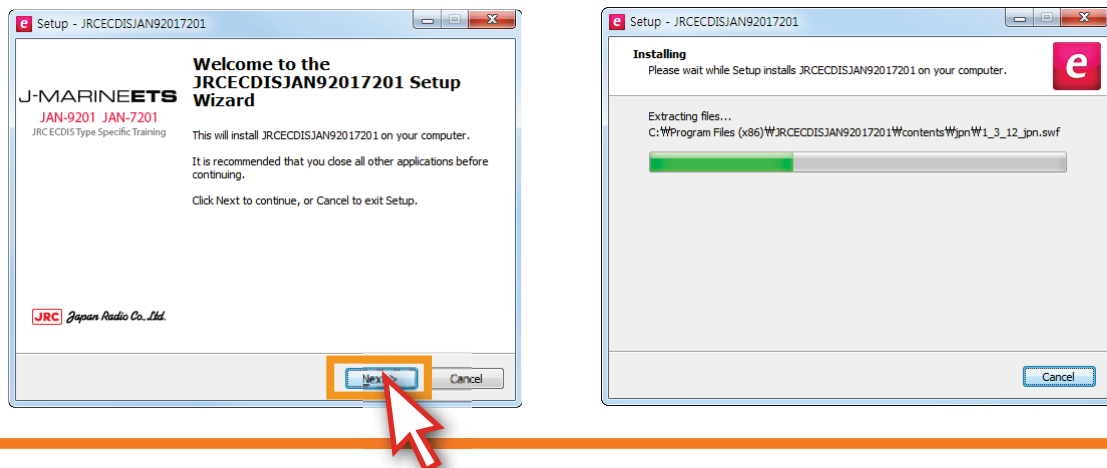 Setup - JRCECDISJAN92017201
Welcome to the
JRCECDISJAN92017201 Setup
Wizard
J-MARINEETS
JAN-9201 JAN-7201
JRC ECDIS Type Specific Training
This will install JRCECDISJAN92017201 on your computer.
It is recommended that you close all other applications before
continuing.
Click Next to continue, or Cancel to exit Setup.
JRC Japan Radio Co., Ltd.
Next >
Cancel
Setup - JRCECDISJAN92017201
Installing
Please wait while Setup installs JRCECDISJAN92017201 on your computer.
e
Extracting files...
C:₩Program Files (x86)₩JRCECDISJAN92017201₩contents₩jpn₩1_3_12_jpn.swf
Cancel